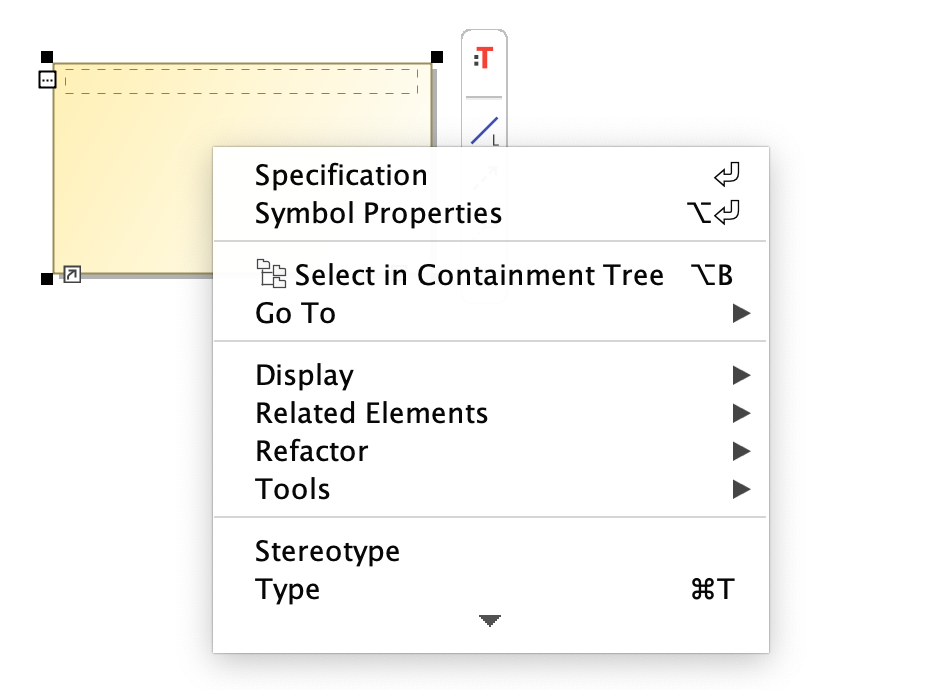 :T
L
Specification ⏎
Symbol Properties ⌥⏎
Select in Containment Tree ⌥B
Go To
Display
Related Elements
Refactor
Tools
Stereotype
Type ⌘T